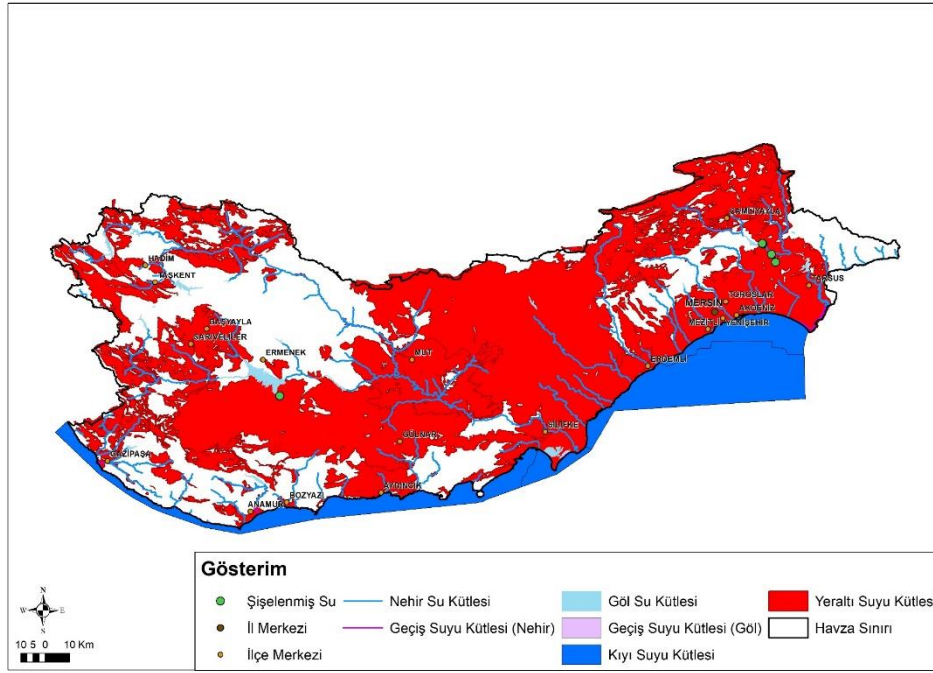 ÇAMLIYAYLA
HADİM
TAŞKENT
TARSUS
TOROSLAR
MERSİN
AKDENİZ
MEZİTLİ YENİŞEHİR
BAŞYAYLA
SARIVELİLER
ERMENEK
MUT
ERDEMLİ
SİLİFKE
GÜLNAR
GAZİPAŞA
AYDINCIK
BOZYAZI
ANAMUR
Gösterim
Şişelenmiş Su
Nehir Su Kütlesi
Göl Su Kütlesi
Yeraltı Suyu Kütles
İl Merkezi
Geçiş Suyu Kütlesi (Nehir)
Geçiş Suyu Kütlesi (Göl)
Havza Sınırı
İlçe Merkezi
Kıyı Suyu Kütlesi
N
W E
S
10 5 0 10 Km